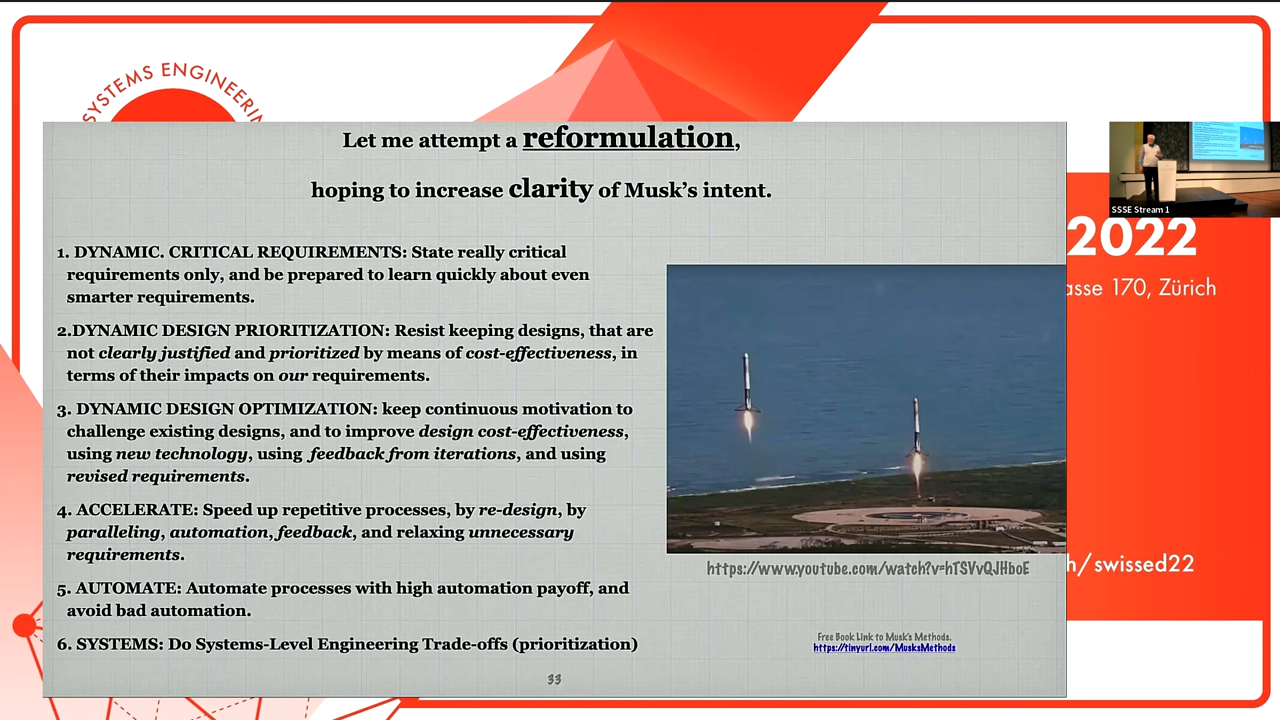 SYSTEMS ENGINEERIN
Let me attempt a reformulation,
hoping to increase clarity of Musk's intent.
1. DYNAMIC. CRITICAL REQUIREMENTS: State really critical
requirements only, and be prepared to learn quickly about even
smarter requirements.
2.DYNAMIC DESIGN PRIORITIZATION: Resist keeping designs, that are
not clearly justified and prioritized by means of cost-effectiveness, in
terms of their impacts on our requirements.
3. DYNAMIC DESIGN OPTIMIZATION: keep continuous motivation to
challenge existing designs, and to improve design cost-effectiveness,
using new technology, using feedback from iterations, and using
revised requirements.
4. ACCELERATE: Speed up repetitive processes, by re-design, by
paralleling, automation, feedback, and relaxing unnecessary
requirements.
5. AUTOMATE: Automate processes with high automation payoff, and
avoid bad automation.
6. SYSTEMS: Do Systems-Level Engineering Trade-offs (prioritization)
33
https://www.youtube.com/watch?v=hTSVvQJHboE
Free Book Link to Musk's Methods.
https://tinyurl.com/MusksMethods
SSSE Stream 1
2022
asse 170, Zürich
h/swissed22